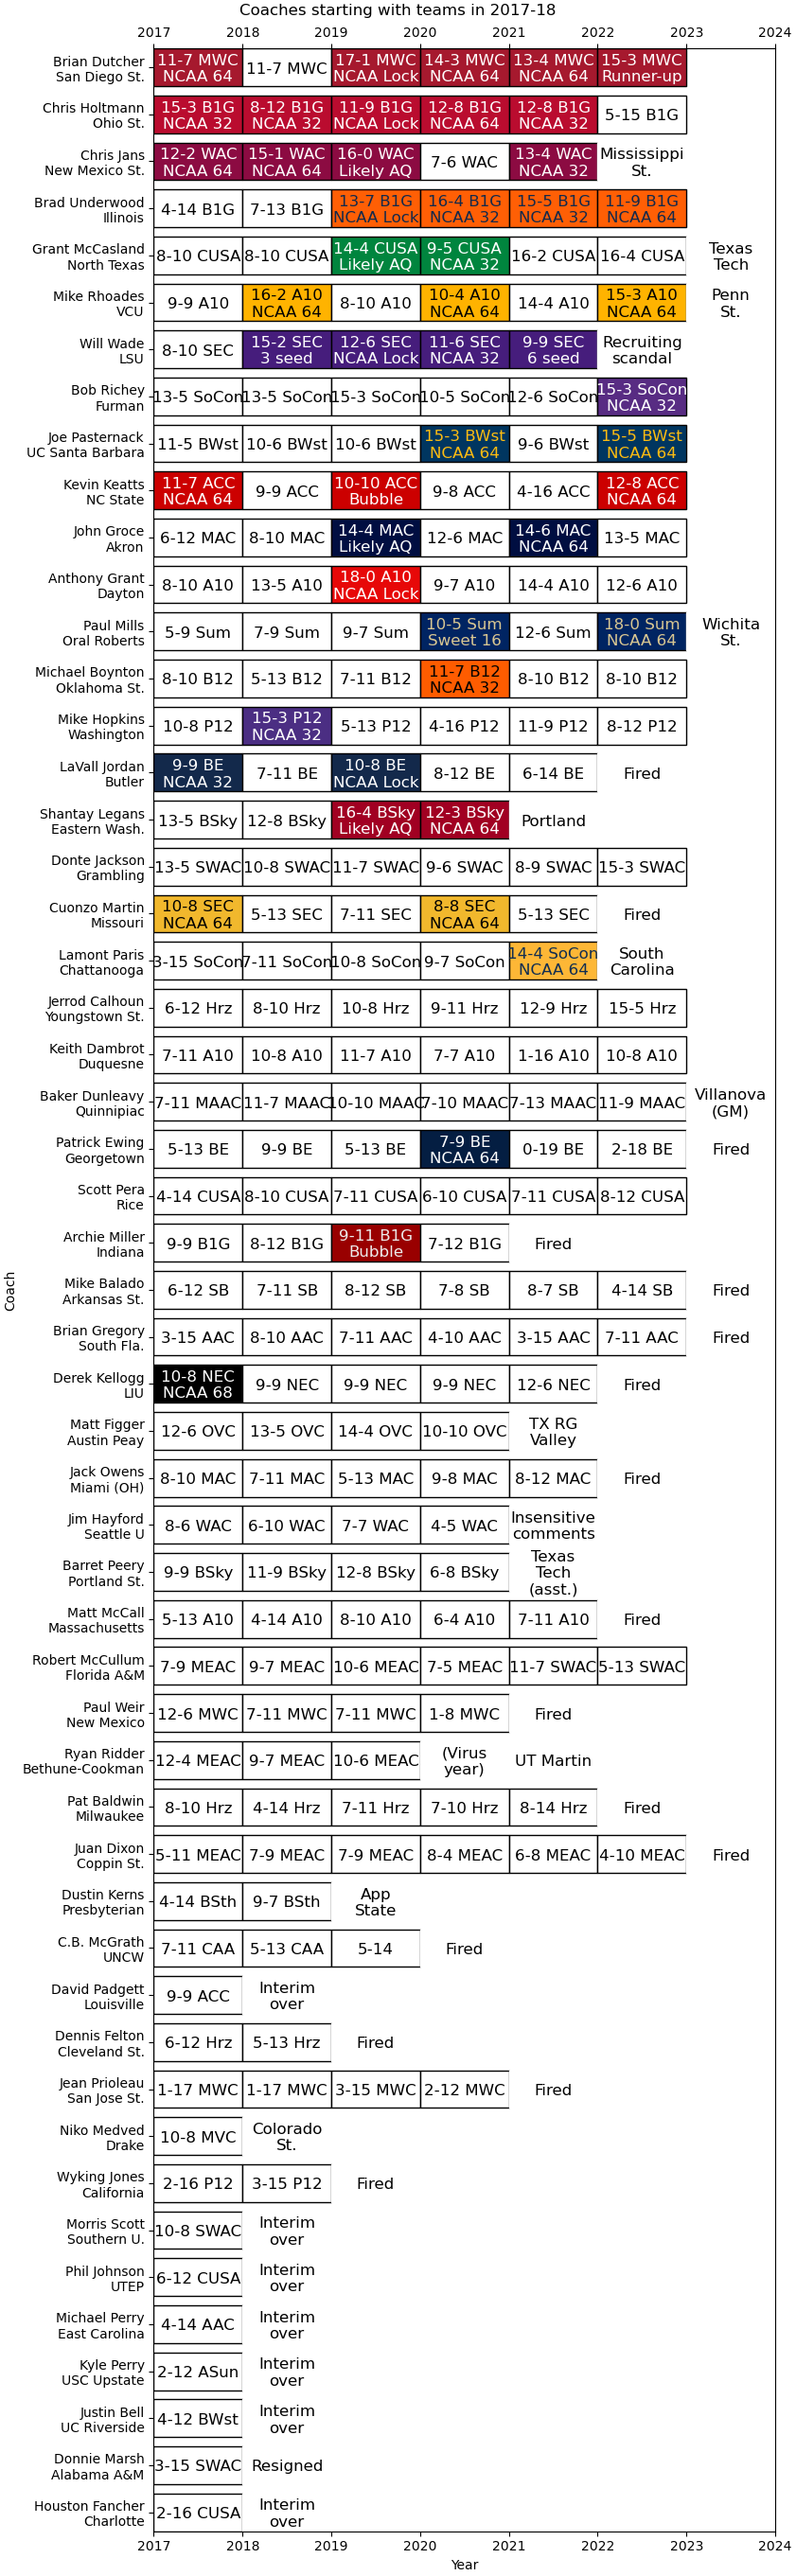 Coaches starting with teams in 2017-18
2017 2018 2019 2020 2021 2022 2023 2024
Brian Dutcher
San Diego St.
11-7 MWC
NCAA 64
11-7 MWC
17-1 MWC
NCAA Lock
14-3 MWC
NCAA 64
13-4 MWC
NCAA 64
15-3 MWC
Runner-up
Chris Holtmann
Ohio St.
15-3 B1G
NCAA 32
8-12 B1G
NCAA 32
11-9 B1G
NCAA Lock
12-8 B1G
NCAA 64
12-8 B1G
NCAA 32
5-15 B1G
Chris Jans
New Mexico St.
12-2 WAC
NCAA 64
15-1 WAC
NCAA 64
16-0 WAC
Likely AQ
7-6 WAC
13-4 WAC
NCAA 32
Mississippi
St.
Brad Underwood
Illinois
4-14 B1G
7-13 B1G
13-7 B1G
NCAA Lock
16-4 B1G
NCAA 32
15-5 B1G
NCAA 32
11-9 B1G
NCAA 64
Grant McCasland
North Texas
8-10 CUSA
8-10 CUSA
14-4 CUSA
Likely AQ
9-5 CUSA
NCAA 32
16-2 CUSA
16-4 CUSA
Texas
Tech
Mike Rhoades
VCU
9-9 A10
16-2 A10
NCAA 64
8-10 A10
10-4 A10
NCAA 64
14-4 A10
15-3 A10
NCAA 64
Penn
St.
Will Wade
LSU
8-10 SEC
15-2 SEC
3 seed
12-6 SEC
NCAA Lock
11-6 SEC
NCAA 32
9-9 SEC
6 seed
Recruiting
scandal
Bob Richey
Furman
13-5 SoCon
13-5 SoCon
15-3 SoCon
10-5 SoCon
12-6 SoCon
15-3 SoCon
NCAA 32
Joe Pasternack
UC Santa Barbara
11-5 BWst
10-6 BWst
10-6 BWst
15-3 BWst
NCAA 64
9-6 BWst
15-5 BWst
NCAA 64
Kevin Keatts
NC State
11-7 ACC
NCAA 64
9-9 ACC
10-10 ACC
Bubble
9-8 ACC
4-16 ACC
12-8 ACC
NCAA 64
John Groce
Akron
6-12 MAC
8-10 MAC
14-4 MAC
Likely AQ
12-6 MAC
14-6 MAC
NCAA 64
13-5 MAC
Anthony Grant
Dayton
8-10 A10
13-5 A10
18-0 A10
NCAA Lock
9-7 A10
14-4 A10
12-6 A10
Paul Mills
Oral Roberts
5-9 Sum
7-9 Sum
9-7 Sum
10-5 Sum
Sweet 16
12-6 Sum
18-0 Sum
NCAA 64
Wichita
St.
Michael Boynton
Oklahoma St.
8-10 B12
5-13 B12
7-11 B12
11-7 B12
NCAA 32
8-10 B12
8-10 B12
Mike Hopkins
Washington
10-8 P12
15-3 P12
NCAA 32
5-13 P12
4-16 P12
11-9 P12
8-12 P12
LaVall Jordan
Butler
9-9 BE
NCAA 32
7-11 BE
10-8 BE
NCAA Lock
8-12 BE
6-14 BE
Fired
Shantay Legans
Eastern Wash.
13-5 BSky
12-8 BSky
16-4 BSky
Likely AQ
12-3 BSky
NCAA 64
Portland
Donte Jackson
Grambling
13-5 SWAC
10-8 SWAC
11-7 SWAC
9-6 SWAC
8-9 SWAC
15-3 SWAC
Cuonzo Martin
Missouri
10-8 SEC
NCAA 64
5-13 SEC
7-11 SEC
8-8 SEC
NCAA 64
5-13 SEC
Fired
Lamont Paris
Chattanooga
3-15 SoCon
7-11 SoCon
10-8 SoCon
9-7 SoCon
14-4 SoCon
NCAA 64
South
Carolina
Jerrod Calhoun
Youngstown St.
6-12 Hrz
8-10 Hrz
10-8 Hrz
9-11 Hrz
12-9 Hrz
15-5 Hrz
Keith Dambrot
Duquesne
7-11 A10
10-8 A10
11-7 A10
7-7 A10
1-16 A10
10-8 A10
Baker Dunleavy
Quinnipiac
7-11 MAAC
11-7 MAAC
10-10 MAAC
7-10 MAAC
7-13 MAAC
11-9 MAAC
Villanova
(GM)
Patrick Ewing
Georgetown
5-13 BE
9-9 BE
5-13 BE
7-9 BE
NCAA 64
0-19 BE
2-18 BE
Fired
Scott Pera
Rice
4-14 CUSA
8-10 CUSA
7-11 CUSA
6-10 CUSA
7-11 CUSA
8-12 CUSA
Archie Miller
Indiana
9-9 B1G
8-12 B1G
9-11 B1G
Bubble
7-12 B1G
Fired
Mike Balado
Arkansas St.
6-12 SB
7-11 SB
8-12 SB
7-8 SB
8-7 SB
4-14 SB
Fired
Brian Gregory
South Fla.
3-15 AAC
8-10 AAC
7-11 AAC
4-10 AAC
3-15 AAC
7-11 AAC
Fired
Derek Kellogg
LIU
10-8 NEC
NCAA 68
9-9 NEC
9-9 NEC
9-9 NEC
12-6 NEC
Fired
Matt Figger
Austin Peay
12-6 OVC
13-5 OVC
14-4 OVC
10-10 OVC
TX RG
Valley
Jack Owens
Miami (OH)
8-10 MAC
7-11 MAC
5-13 MAC
9-8 MAC
8-12 MAC
Fired
Jim Hayford
Seattle U
8-6 WAC
6-10 WAC
7-7 WAC
4-5 WAC
Insensitive
comments
Barret Peery
Portland St.
9-9 BSky
11-9 BSky
12-8 BSky
6-8 BSky
Texas
Tech
(asst.)
Matt McCall
Massachusetts
5-13 A10
4-14 A10
8-10 A10
6-4 A10
7-11 A10
Fired
Robert McCullum
Florida A&M
7-9 MEAC
9-7 MEAC
10-6 MEAC
7-5 MEAC
11-7 SWAC
5-13 SWAC
Paul Weir
New Mexico
12-6 MWC
7-11 MWC
7-11 MWC
1-8 MWC
Fired
Ryan Ridder
Bethune-Cookman
12-4 MEAC
9-7 MEAC
10-6 MEAC
(Virus
year)
UT Martin
Pat Baldwin
Milwaukee
8-10 Hrz
4-14 Hrz
7-11 Hrz
7-10 Hrz
8-14 Hrz
Fired
Juan Dixon
Coppin St.
5-11 MEAC
7-9 MEAC
7-9 MEAC
8-4 MEAC
6-8 MEAC
4-10 MEAC
Fired
Dustin Kerns
Presbyterian
4-14 BSth
9-7 BSth
App
State
C.B. McGrath
UNCW
7-11 CAA
5-13 CAA
5-14
Fired
David Padgett
Louisville
9-9 ACC
Interim
over
Dennis Felton
Cleveland St.
6-12 Hrz
5-13 Hrz
Fired
Jean Prioleau
San Jose St.
1-17 MWC
1-17 MWC
3-15 MWC
2-12 MWC
Fired
Niko Medved
Drake
10-8 MVC
Colorado
St.
Wyking Jones
California
2-16 P12
3-15 P12
Fired
Morris Scott
Southern U.
10-8 SWAC
Interim
over
Phil Johnson
UTEP
6-12 CUSA
Interim
over
Michael Perry
East Carolina
4-14 AAC
Interim
over
Kyle Perry
USC Upstate
2-12 ASun
Interim
over
Justin Bell
UC Riverside
4-12 BWst
Interim
over
Donnie Marsh
Alabama A&M
3-15 SWAC
Resigned
Houston Fancher
Charlotte
2-16 CUSA
Interim
over
Coach
2017 2018 2019 2020 2021 2022 2023 2024
Year